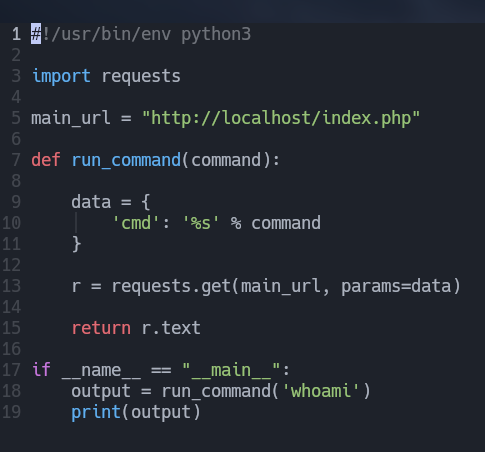 1 #!/usr/bin/env python3
2
3 import requests
4
5 main_url = "http://localhost/index.php"
6
7 def run_command(command):
8
9     data = {
10         'cmd': '%s' % command
11     }
12
13     r = requests.get(main_url, params=data)
14
15     return r.text
16
17 if __name__ == "__main__":
18     output = run_command('whoami')
19     print(output)